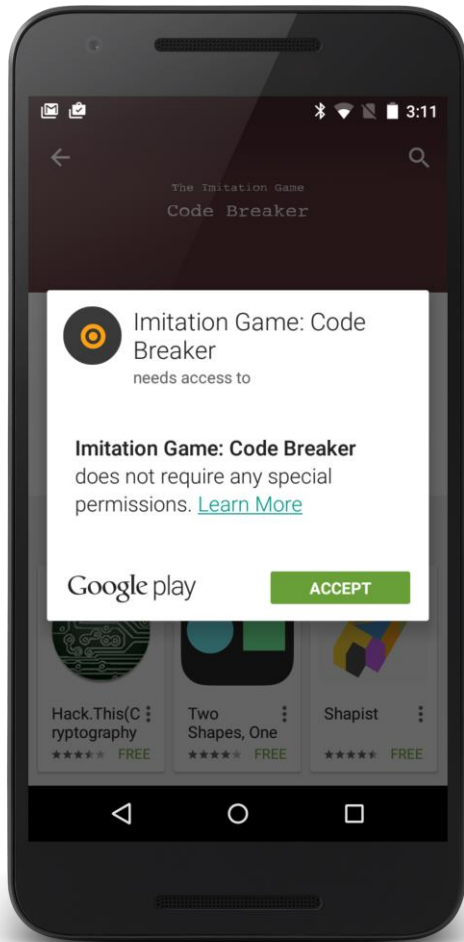 3:11
The Imitation Game
Code Breaker
Imitation Game: Code
Breaker
needs access to
Imitation Game: Code Breaker
does not require any special
permissions. Learn More
Google play
ACCEPT
Hack.This(C
ryptography
FREE
Two
Shapes, One
FREE
Shapist
FREE